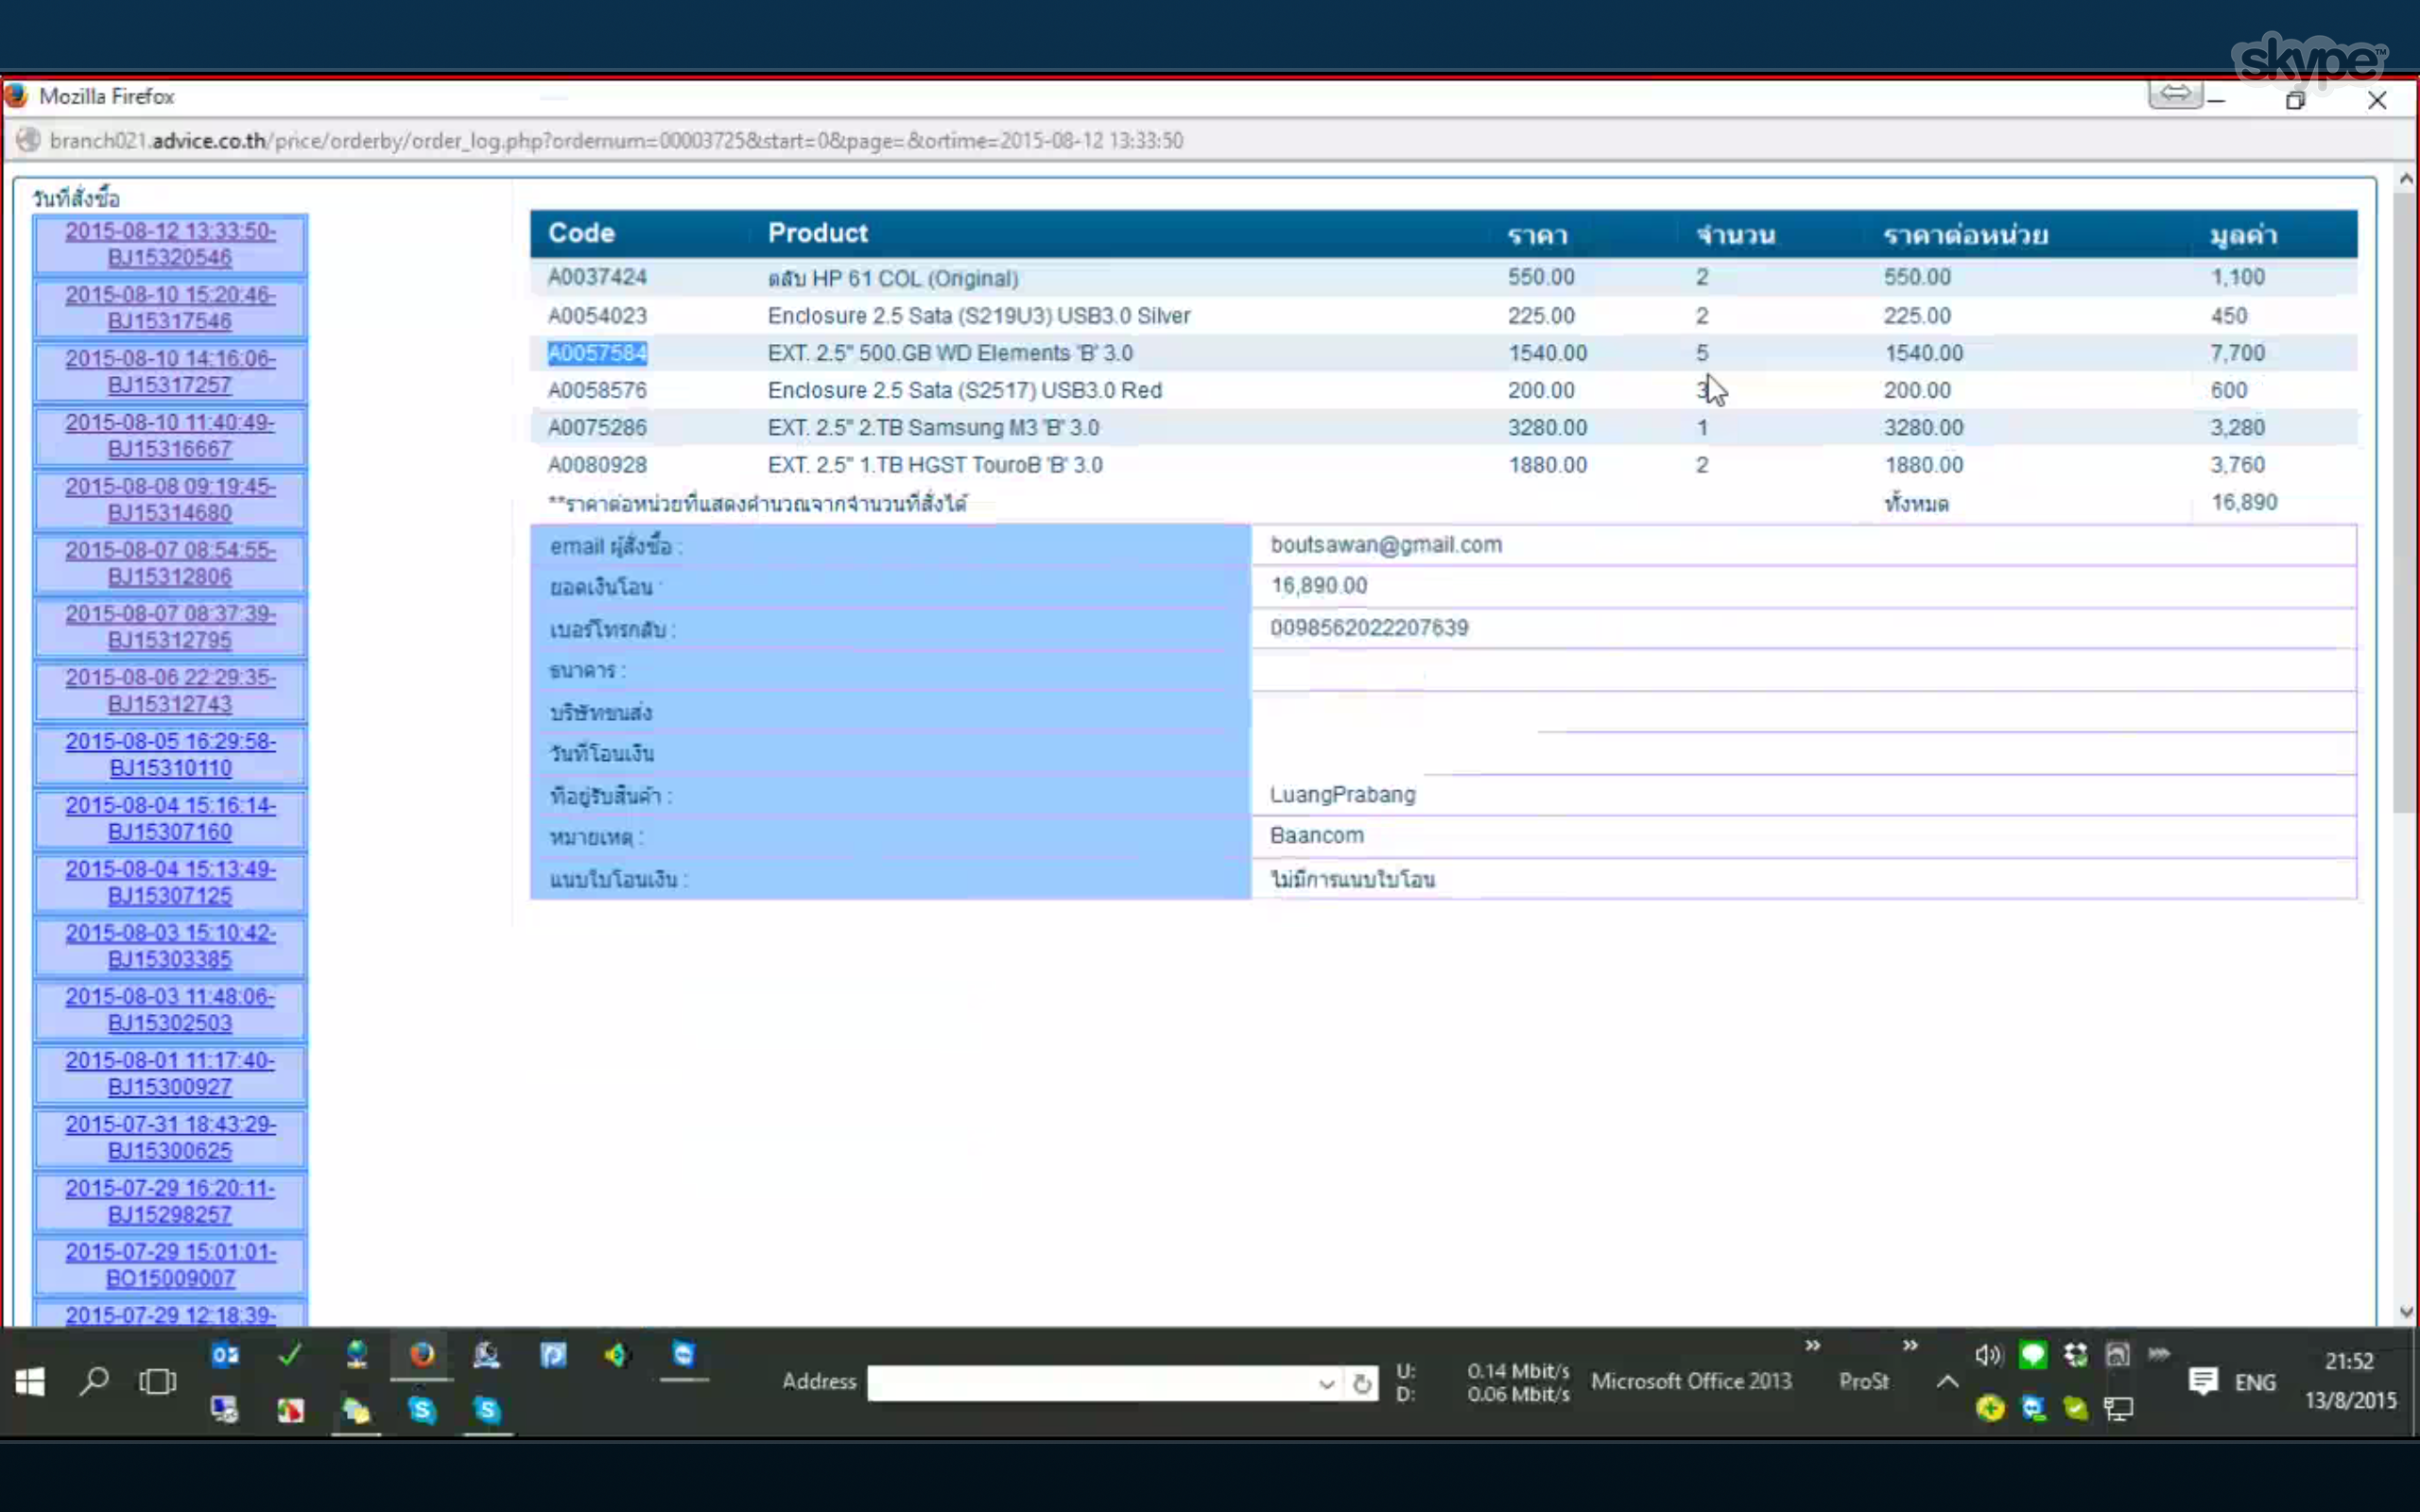 skype™
Mozilla Firefox
branch021.advice.co.th/price/orderby/order_log.php?ordernum=00003725&start=0&page=&ortime=2015-08-12 13:33:50
วันที่สั่งซื้อ
2015-08-12 13:33:50-
BJ15320546
2015-08-10 15:20:46-
BJ15317546
2015-08-10 14:16:06-
BJ15317257
2015-08-10 11:40:49-
BJ15316667
2015-08-08 09:19:45-
BJ15314680
2015-08-07 08:54:55-
BJ15312806
2015-08-07 08:37:39-
BJ15312795
2015-08-06 22:29:35-
BJ15312743
2015-08-05 16:29:58-
BJ15310110
2015-08-04 15:16:14-
BJ15307160
2015-08-04 15:13:49-
BJ15307125
2015-08-03 15:10:42-
BJ15303385
2015-08-03 11:48:06-
BJ15302503
2015-08-01 11:17:40-
BJ15300927
2015-07-31 18:43:29-
BJ15300625
2015-07-29 16:20:11-
BJ15298257
2015-07-29 15:01:01-
BO15009007
2015-07-29 12:18:39-
Code Product ราคา จำนวน ราคาต่อหน่วย มูลค่า
A0037424 ตลับ HP 61 COL (Original) 550.00 2 550.00 1,100
A0054023 Enclosure 2.5 Sata (S219U3) USB3.0 Silver 225.00 2 225.00 450
A0057584 EXT. 2.5" 500.GB WD Elements 'B' 3.0 1540.00 5 1540.00 7,700
A0058576 Enclosure 2.5 Sata (S2517) USB3.0 Red 200.00 3 200.00 600
A0075286 EXT. 2.5" 2.TB Samsung M3 'B' 3.0 3280.00 1 3280.00 3,280
A0080928 EXT. 2.5" 1.TB HGST TouroB 'B' 3.0 1880.00 2 1880.00 3,760
**ราคาต่อหน่วยที่แสดงคำนวณจากจำนวนที่สั่งได้ ทั้งหมด 16,890
email ผู้สั่งซื้อ : boutsawan@gmail.com
ยอดเงินโอน : 16,890.00
เบอร์โทรกลับ : 0098562022207639
ธนาคาร :
บริษัทขนส่ง
วันที่โอนเงิน
ที่อยู่รับสินค้า : LuangPrabang
หมายเหตุ : Baancom
แนบใบโอนเงิน : ไม่มีการแนบใบโอน
Address
U: 0.14 Mbit/s
D: 0.06 Mbit/s
Microsoft Office 2013
ProSt
ENG
21:52
13/8/2015